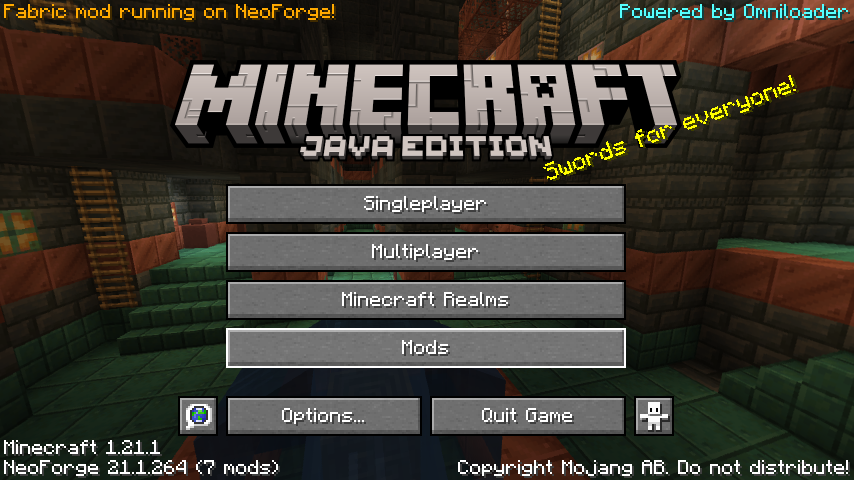 Fabric mod running on NeoForge!
Powered by Omniloader
MINECRAFT
JAVA EDITION
Swords for everyone!
Singleplayer
Multiplayer
Minecraft Realms
Mods
Options...
Quit Game
Minecraft 1.21.1
NeoForge 21.1.264 (7 mods)
Copyright Mojang AB. Do not distribute!